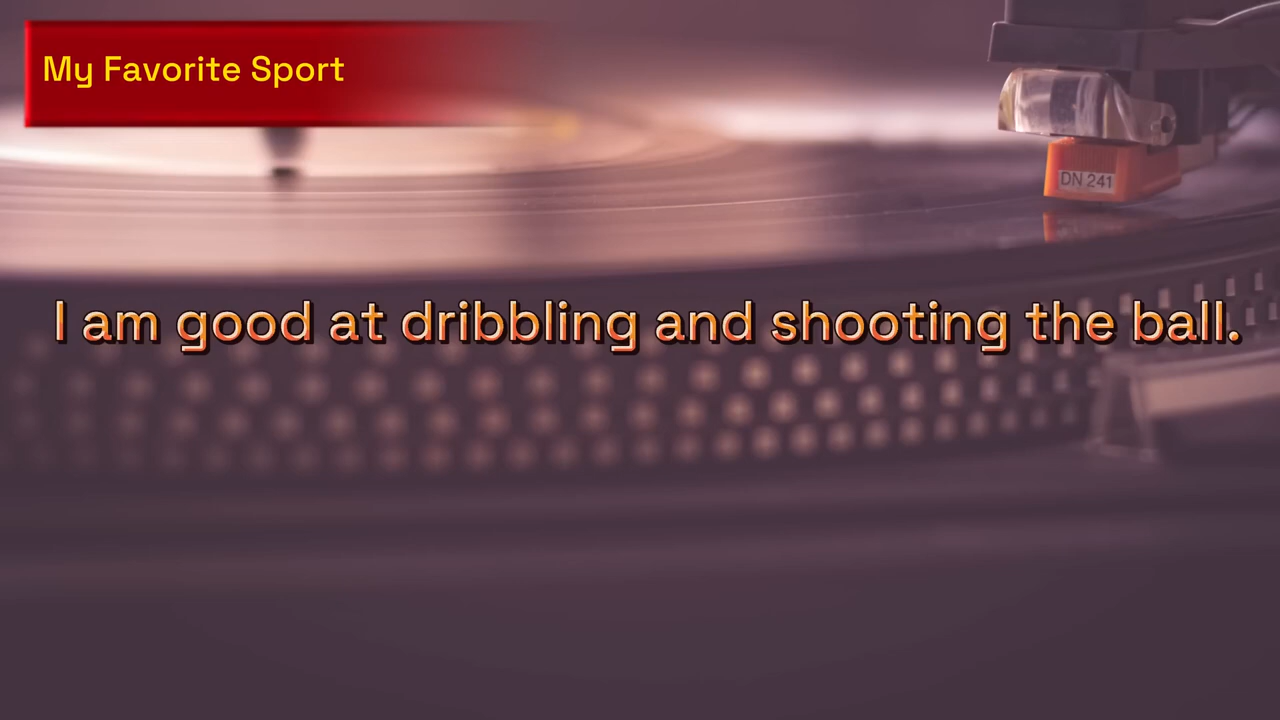 My Favorite Sport
DN 241
I am good at dribbling and shooting the ball.